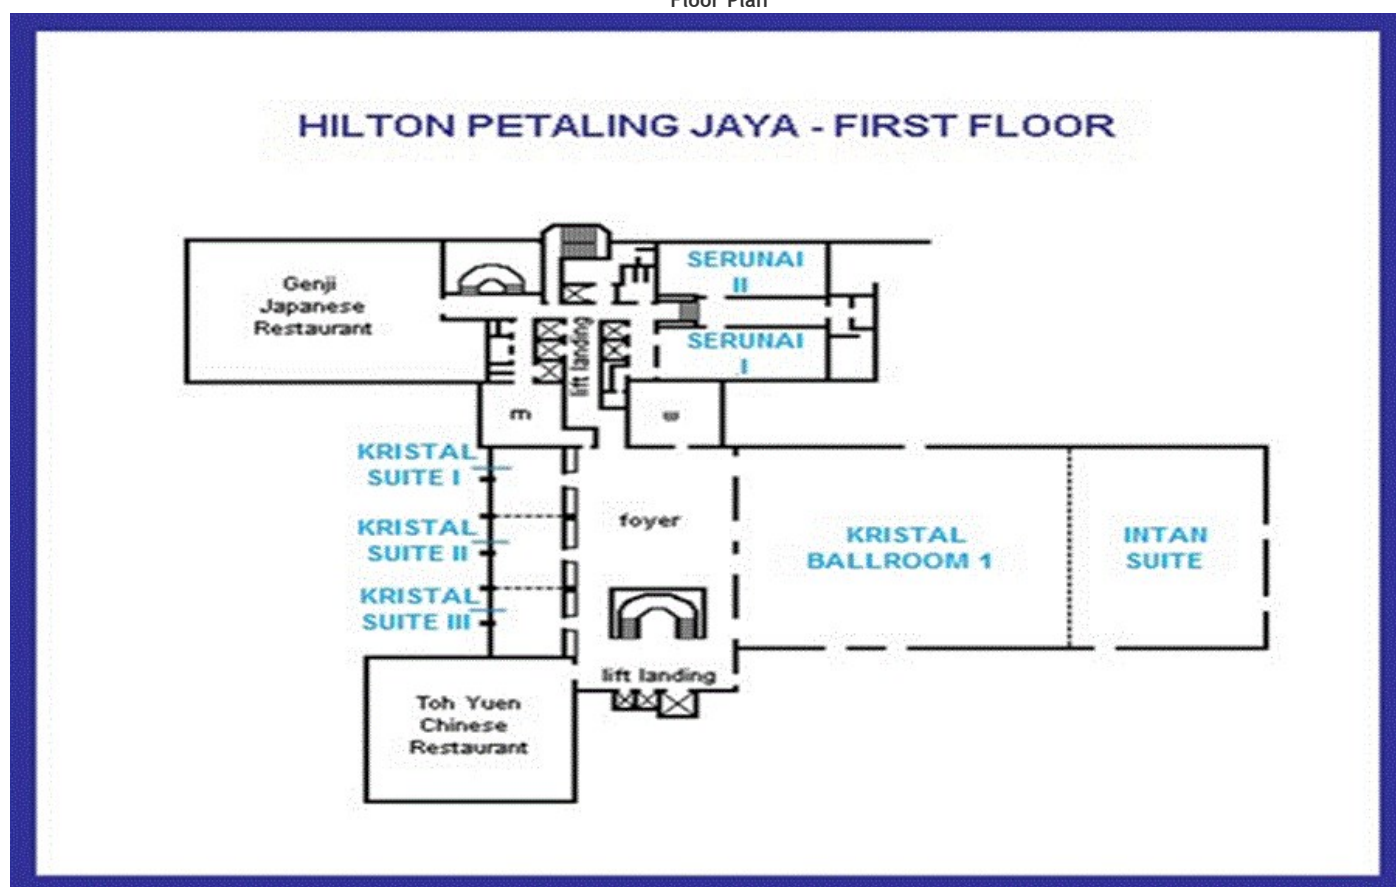 Floor Plan
HILTON PETALING JAYA - FIRST FLOOR
SERUNAI
II
Genji
Japanese
Restaurant
lift landing
SERUNAI
I
m
w
KRISTAL
SUITE I
foyer
KRISTAL
SUITE II
KRISTAL
BALLROOM 1
INTAN
SUITE
KRISTAL
SUITE III
lift landing
Toh Yuen
Chinese
Restaurant